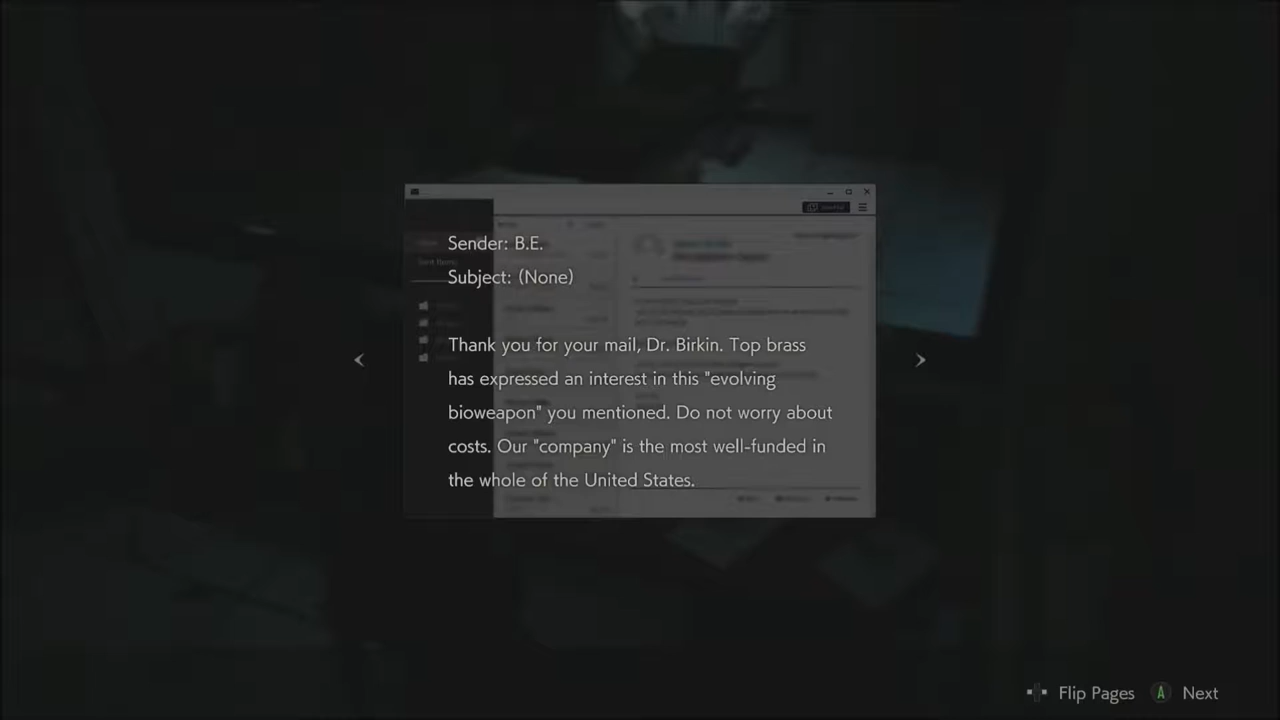 Sender: B.E.
Subject: (None)
Thank you for your mail, Dr. Birkin. Top brass
has expressed an interest in this "evolving
bioweapon" you mentioned. Do not worry about
costs. Our "company" is the most well-funded in
the whole of the United States.
Flip Pages A Next